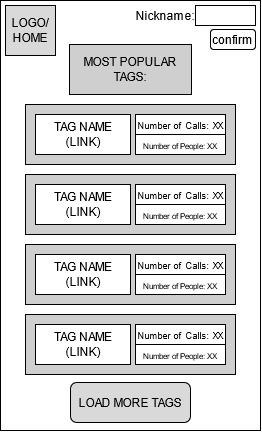 LOGO/
HOME
Nickname:
confirm
MOST POPULAR
TAGS:
TAG NAME
(LINK)
Number of Calls: XX
Number of People: XX
TAG NAME
(LINK)
Number of Calls: XX
Number of People: XX
TAG NAME
(LINK)
Number of Calls: XX
Number of People: XX
TAG NAME
(LINK)
Number of Calls: XX
Number of People: XX
LOAD MORE TAGS